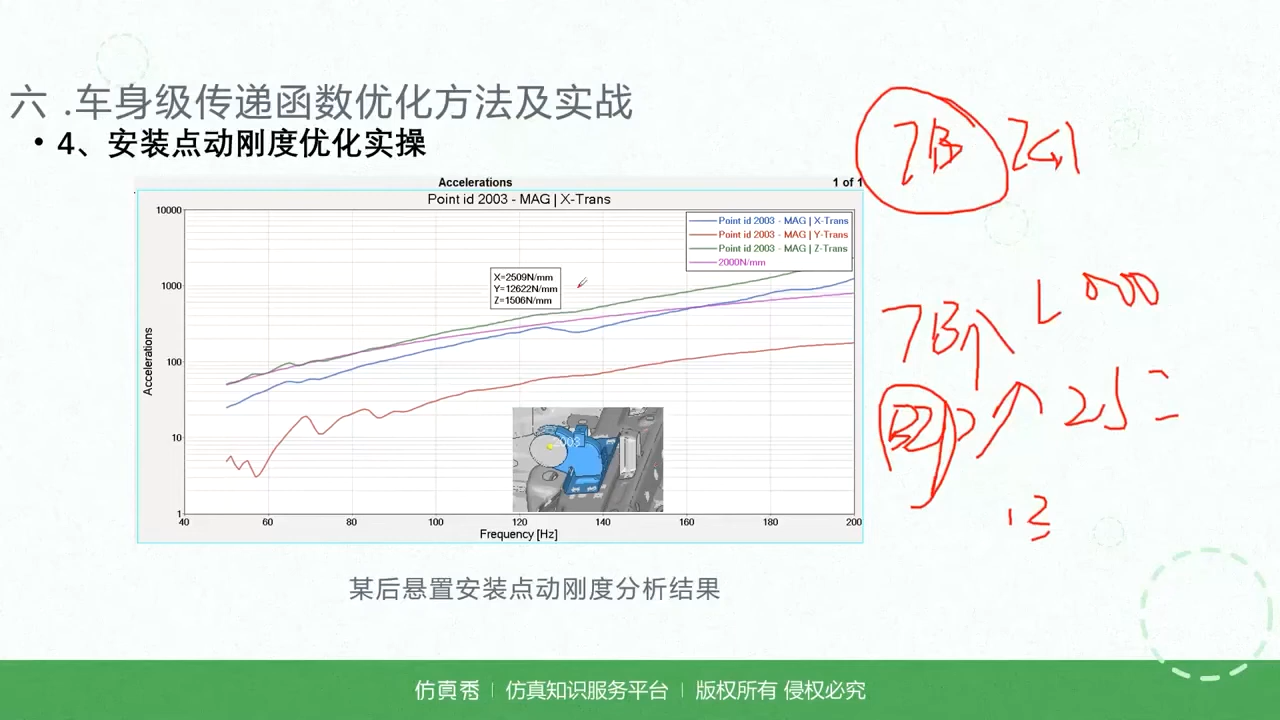 六 .车身级传递函数优化方法及实战
• 4、安装点动刚度优化实操
Accelerations
1 of 1
Point id 2003 - MAG | X-Trans
Point id 2003 - MAG | X-Trans
Point id 2003 - MAG | Y-Trans
Point id 2003 - MAG | Z-Trans
2000N/mm
X=2509N/mm
Y=12622N/mm
Z=1506N/mm
10000
1000
100
10
1
Accelerations
2003
40 60 80 100 120 140 160 180 200
Frequency [Hz]
某后悬置安装点动刚度分析结果
仿真秀 | 仿真知识服务平台 | 版权所有 侵权必究